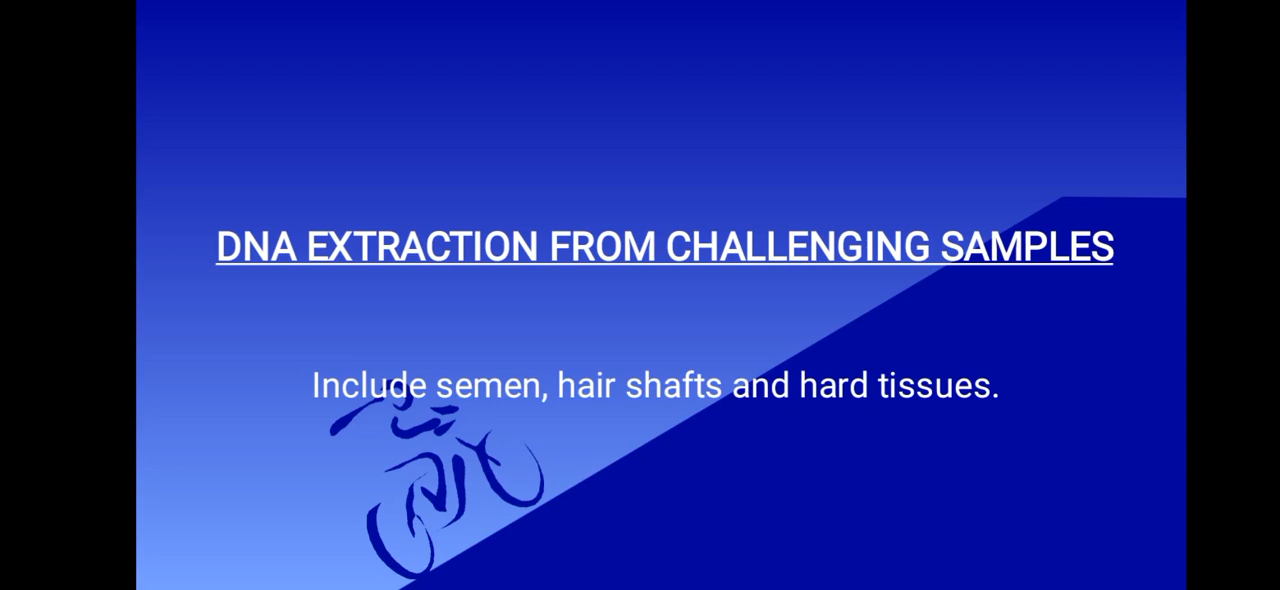 DNA EXTRACTION FROM CHALLENGING SAMPLES
Include semen, hair shafts and hard tissues.